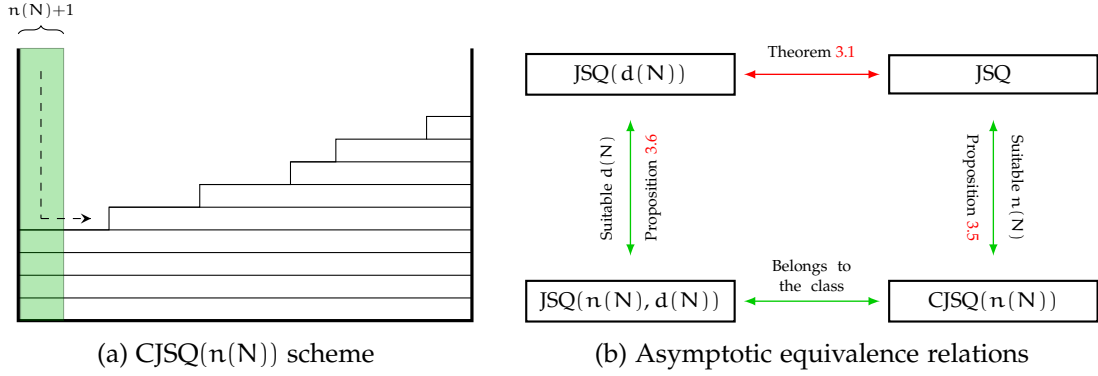 n(N)+1
JSQ(d(N))
Theorem 3.1
JSQ
Suitable d(N)
Proposition 3.6
Proposition 3.5
Suitable n(N)
JSQ(n(N), d(N))
Belongs to
the class
CJSQ(n(N))
(a) CJSQ(n(N)) scheme
(b) Asymptotic equivalence relations